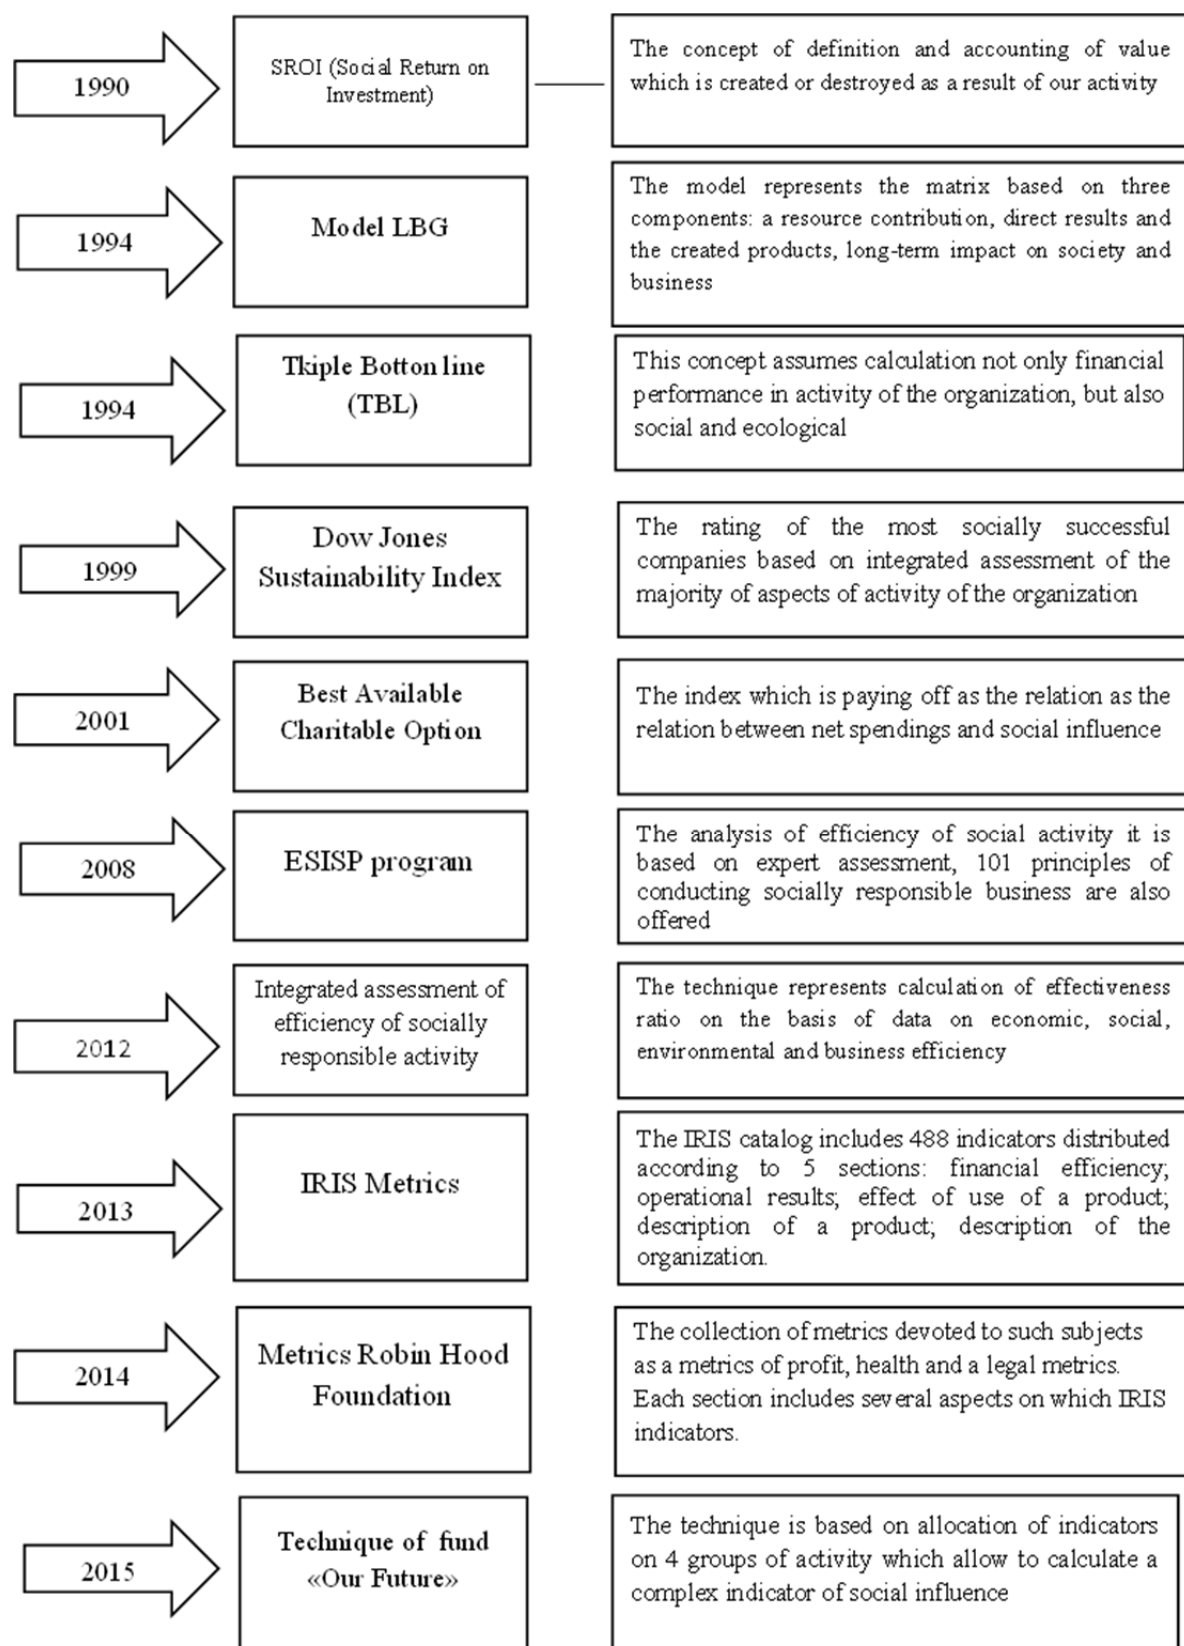 1990
SROI (Social Return on
Investment)
The concept of definition and accounting of value
which is created or destroyed as a result of our activity
1994
Model LBG
The model represents the matrix based on three
components: a resource contribution, direct results and
the created products, long-term impact on society and
business
1994
Tkiple Botton line
(TBL)
This concept assumes calculation not only financial
performance in activity of the organization, but also
social and ecological
1999
Dow Jones
Sustainability Index
The rating of the most socially successful
companies based on integrated assessment of the
majority of aspects of activity of the organization
2001
Best Available
Charitable Option
The index which is paying off as the relation as the
relation between net spendings and social influence
2008
ESISP program
The analysis of efficiency of social activity it is
based on expert assessment, 101 principles of
conducting socially responsible business are also
offered
2012
Integrated assessment of
efficiency of socially
responsible activity
The technique represents calculation of effectiveness
ratio on the basis of data on economic, social,
environmental and business efficiency
2013
IRIS Metrics
The IRIS catalog includes 488 indicators distributed
according to 5 sections: financial efficiency;
operational results; effect of use of a product;
description of a product; description of the
organization.
2014
Metrics Robin Hood
Foundation
The collection of metrics devoted to such subjects
as a metrics of profit, health and a legal metrics.
Each section includes several aspects on which IRIS
indicators.
2015
Technique of fund
«Our Future»
The technique is based on allocation of indicators
on 4 groups of activity which allow to calculate a
complex indicator of social influence